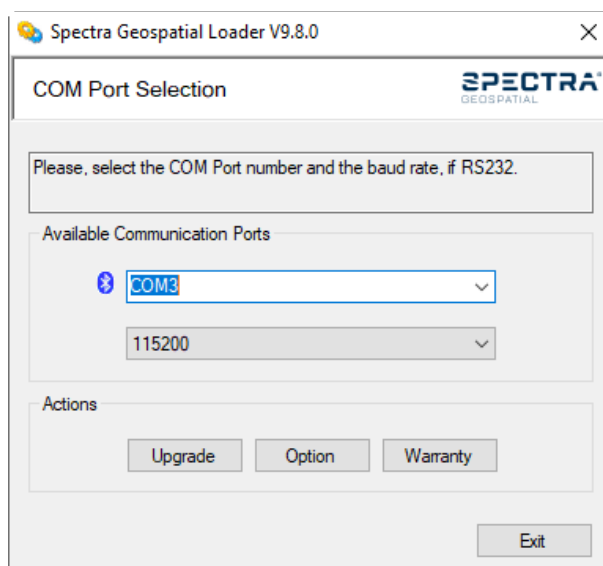 Spectra Geospatial Loader V9.8.0
COM Port Selection
SPECTRA
GEOSPATIAL
Please, select the COM Port number and the baud rate, if RS232.
Available Communication Ports
COM3
115200
Actions
Upgrade
Option
Warranty
Exit